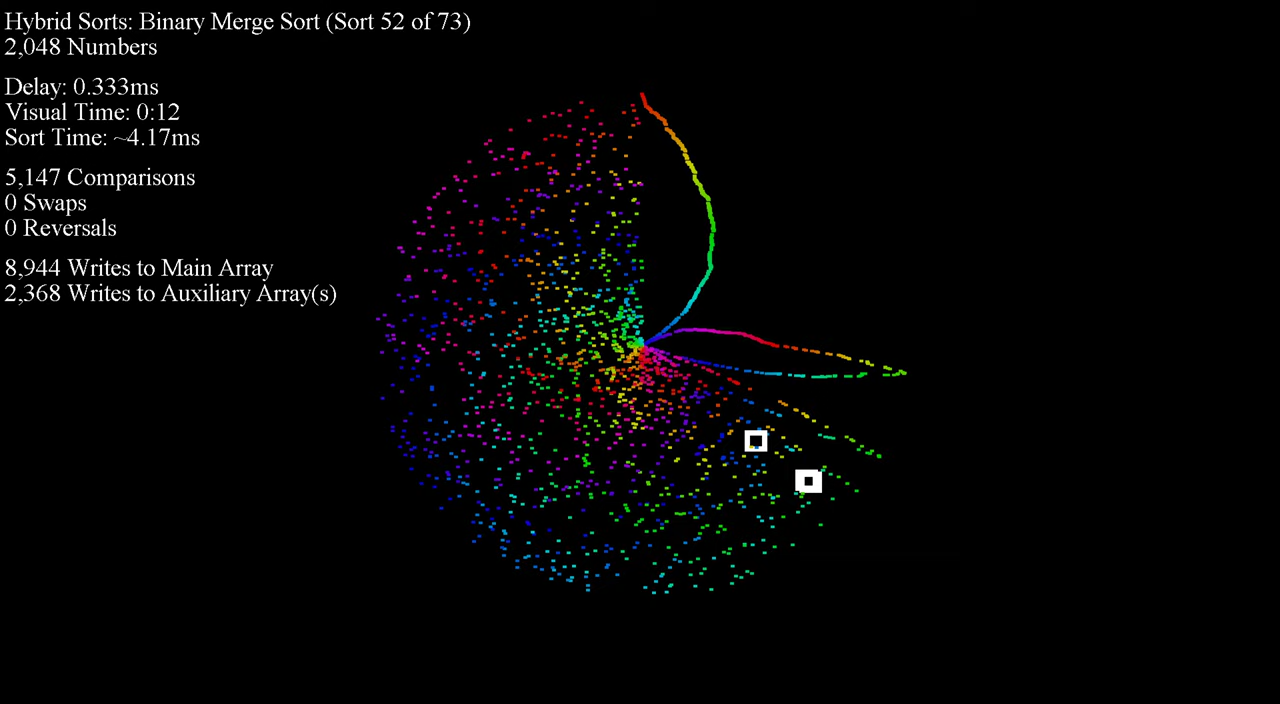 Hybrid Sorts: Binary Merge Sort (Sort 52 of 73)
2,048 Numbers
Delay: 0.333ms
Visual Time: 0:12
Sort Time: ~4.17ms
5,147 Comparisons
0 Swaps
0 Reversals
8,944 Writes to Main Array
2,368 Writes to Auxiliary Array(s)